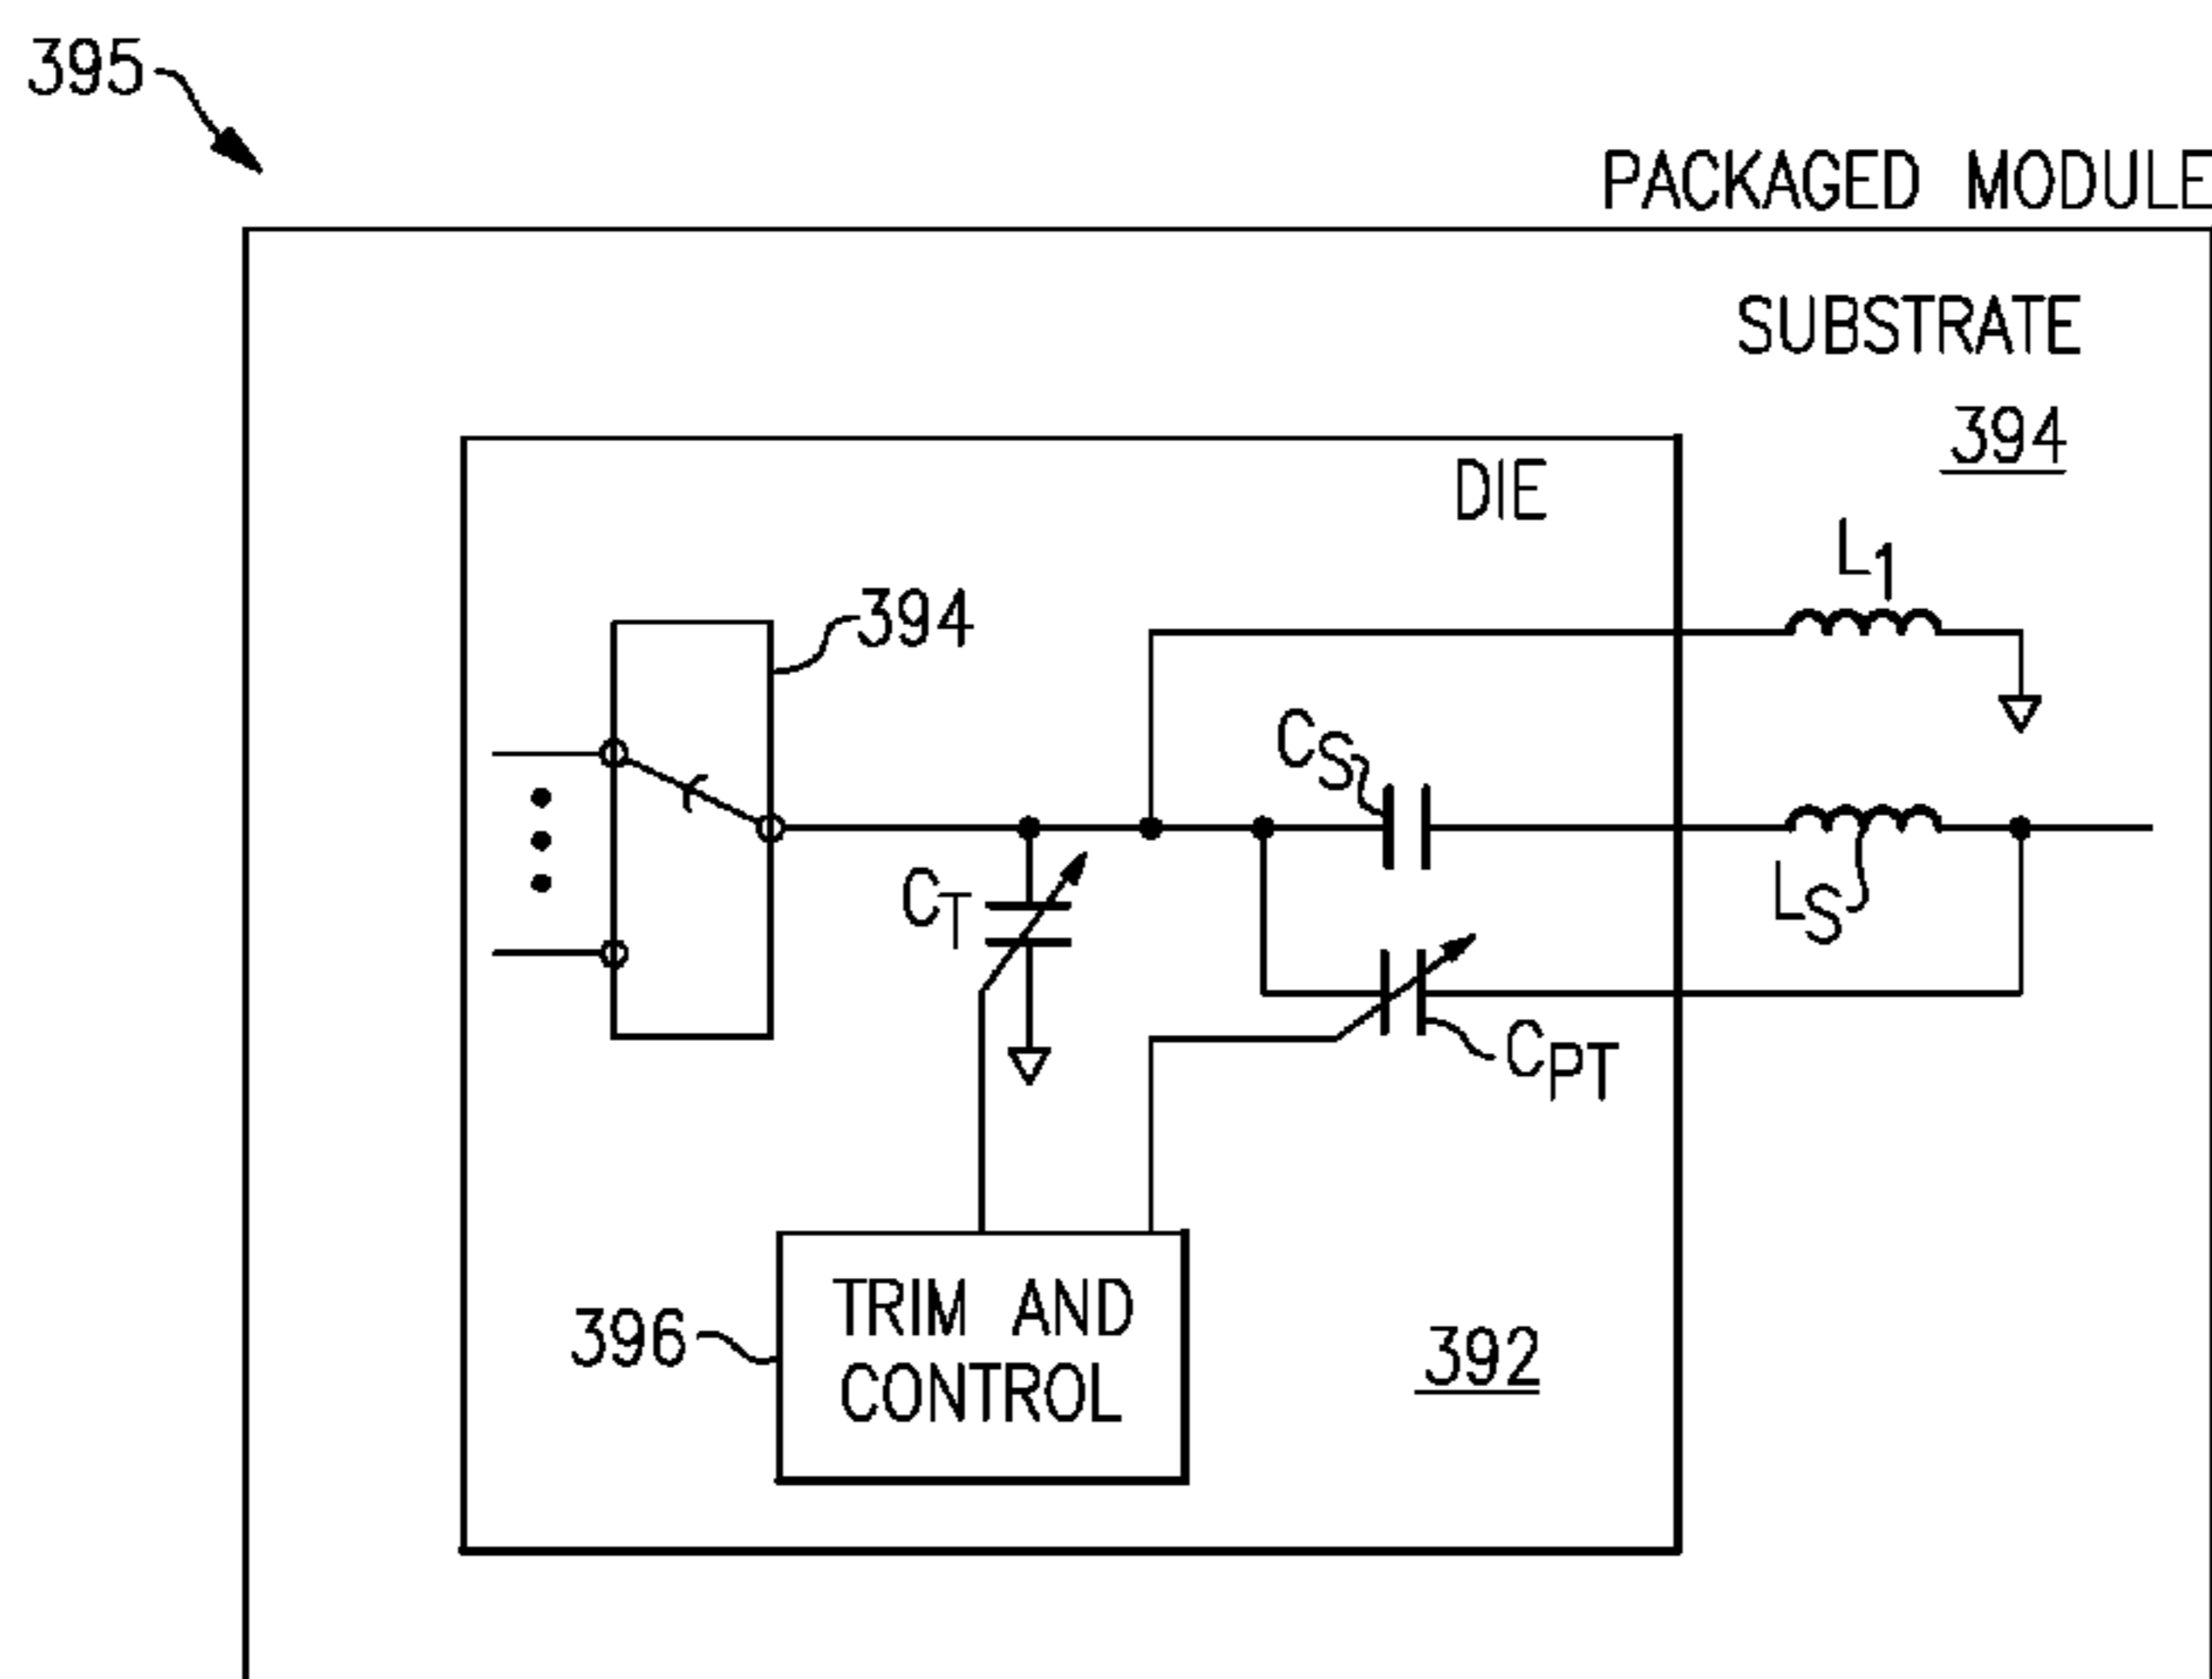 395
PACKAGED MODULE
SUBSTRATE
394
DIE
L1
394
CS
CT
LS
CPT
TRIM AND
CONTROL
396
392